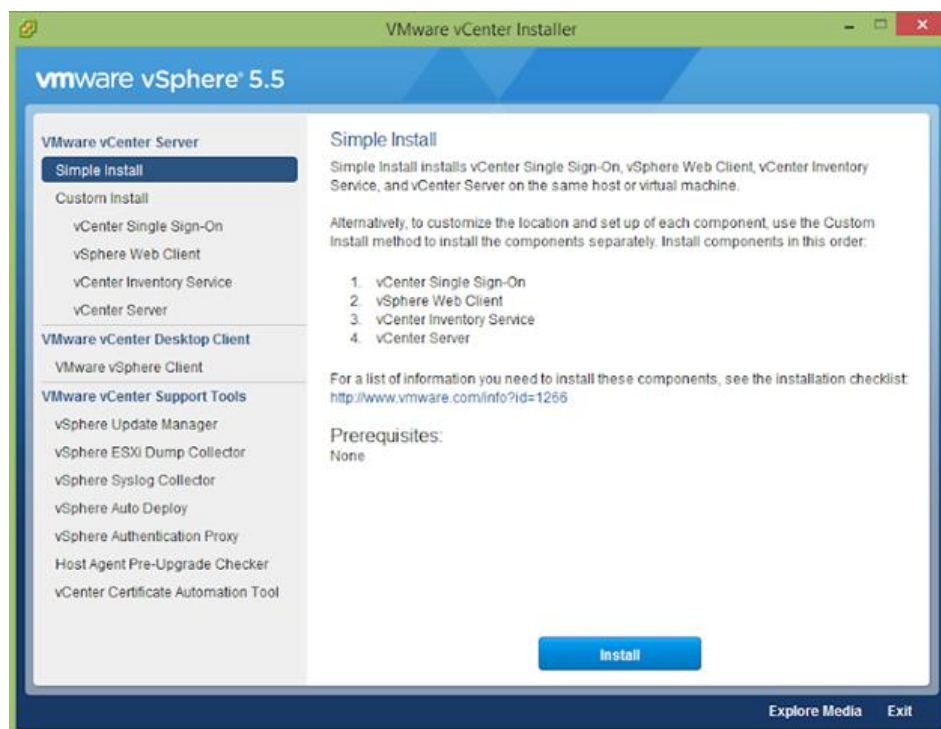 VMware vCenter Installer
vmware vSphere® 5.5
VMware vCenter Server
Simple Install
Custom Install
vCenter Single Sign-On
vSphere Web Client
vCenter Inventory Service
vCenter Server
VMware vCenter Desktop Client
VMware vSphere Client
VMware vCenter Support Tools
vSphere Update Manager
vSphere ESXi Dump Collector
vSphere Syslog Collector
vSphere Auto Deploy
vSphere Authentication Proxy
Host Agent Pre-Upgrade Checker
vCenter Certificate Automation Tool
Simple Install
Simple Install installs vCenter Single Sign-On, vSphere Web Client, vCenter Inventory
Service, and vCenter Server on the same host or virtual machine.
Alternatively, to customize the location and set up of each component, use the Custom
Install method to install the components separately. Install components in this order:
1. vCenter Single Sign-On
2. vSphere Web Client
3. vCenter Inventory Service
4. vCenter Server
For a list of information you need to install these components, see the installation checklist:
http://www.vmware.com/info?id=1266
Prerequisites:
None
Install
Explore Media Exit